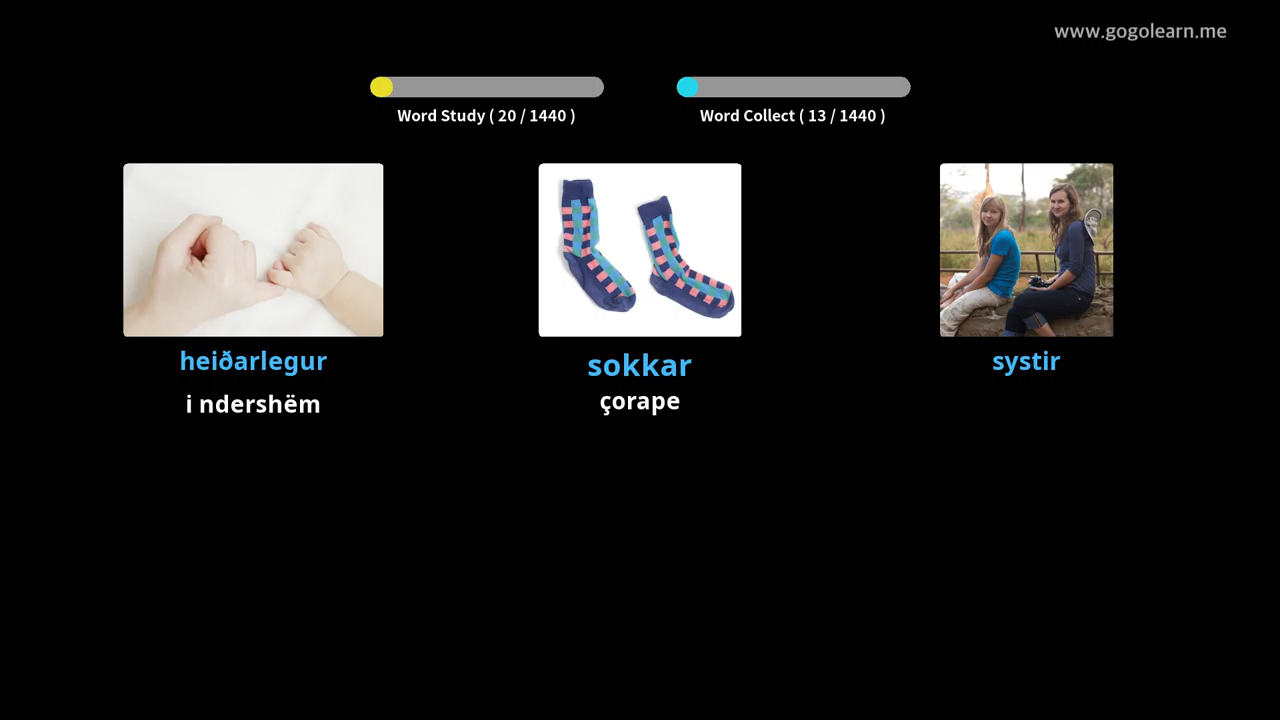 www.gogolearn.me
Word Study ( 20 / 1440 )
Word Collect ( 13 / 1440 )
heiðarlegur
i ndershëm
sokkar
çorape
systir